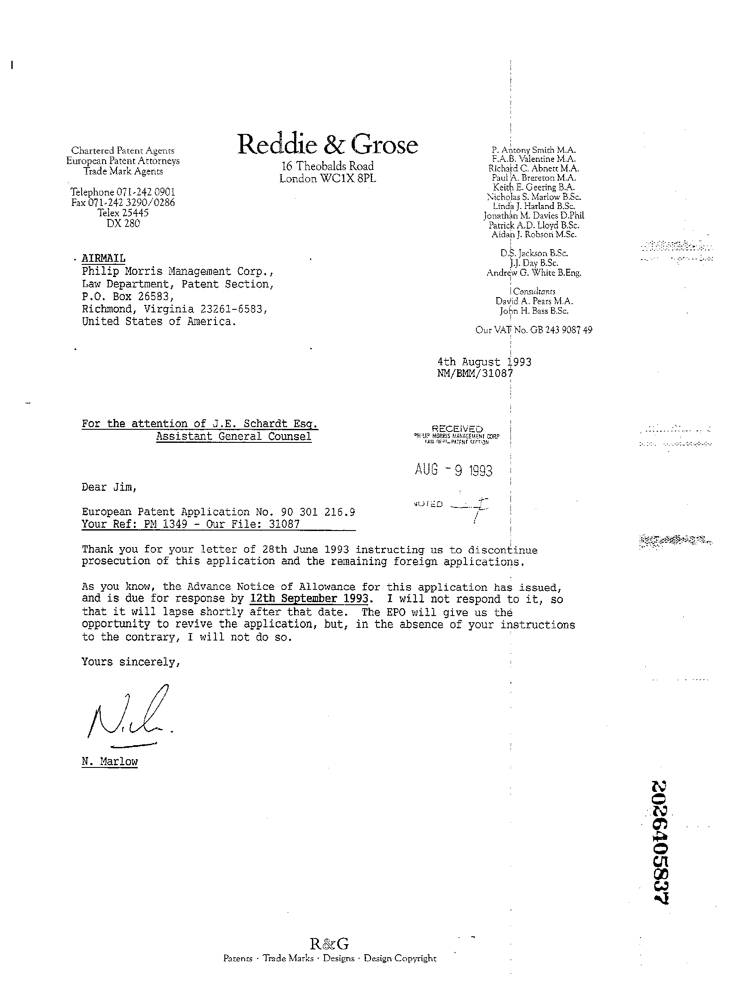 Reddie & Grose
16 Theobalds Road
London WC1X 8PL
Chartered Patent Agents
European Patent Attorneys
Trade Mark Agents
Telephone 071-242 0901
Fax 071-242 3290/0286
Telex 25445
DX 280
P. Antony Smith M.A.
F.A.B. Valentine M.A.
Richard C. Abnett M.A.
Paul A. Brereton M.A.
Keith E. Geering B.A.
Nicholas S. Marlow B.Sc.
Linda J. Harland B.Sc.
Jonathan M. Davies D.Phil
Patrick A.D. Lloyd B.Sc.
Aidan J. Robson M.Sc.
D.S. Jackson B.Sc.
J.J. Day B.Sc.
Andrew G. White B.Eng.
Consultants
David A. Pears M.A.
John H. Bass B.Sc.
Our VAT No. GB 243 9087 49
AIRMAIL
Philip Morris Management Corp.,
Law Department, Patent Section,
P.O. Box 26583,
Richmond, Virginia 23261-6583,
United States of America.
4th August 1993
NM/BMM/31087
For the attention of J.E. Schardt Esq.
Assistant General Counsel
RECEIVED
PHILIP MORRIS MANAGEMENT CORP
LAW DEPT.-PATENT SECTION
AUG - 9 1993
NOTED
Dear Jim,
European Patent Application No. 90 301 216.9
Your Ref: PM 1349 - Our File: 31087
Thank you for your letter of 28th June 1993 instructing us to discontinue
prosecution of this application and the remaining foreign applications.
As you know, the Advance Notice of Allowance for this application has issued,
and is due for response by 12th September 1993. I will not respond to it, so
that it will lapse shortly after that date. The EPO will give us the
opportunity to revive the application, but, in the absence of your instructions
to the contrary, I will not do so.
Yours sincerely,
Nick.
N. Marlow
2026405837
R&G
Patents · Trade Marks · Designs · Design Copyright